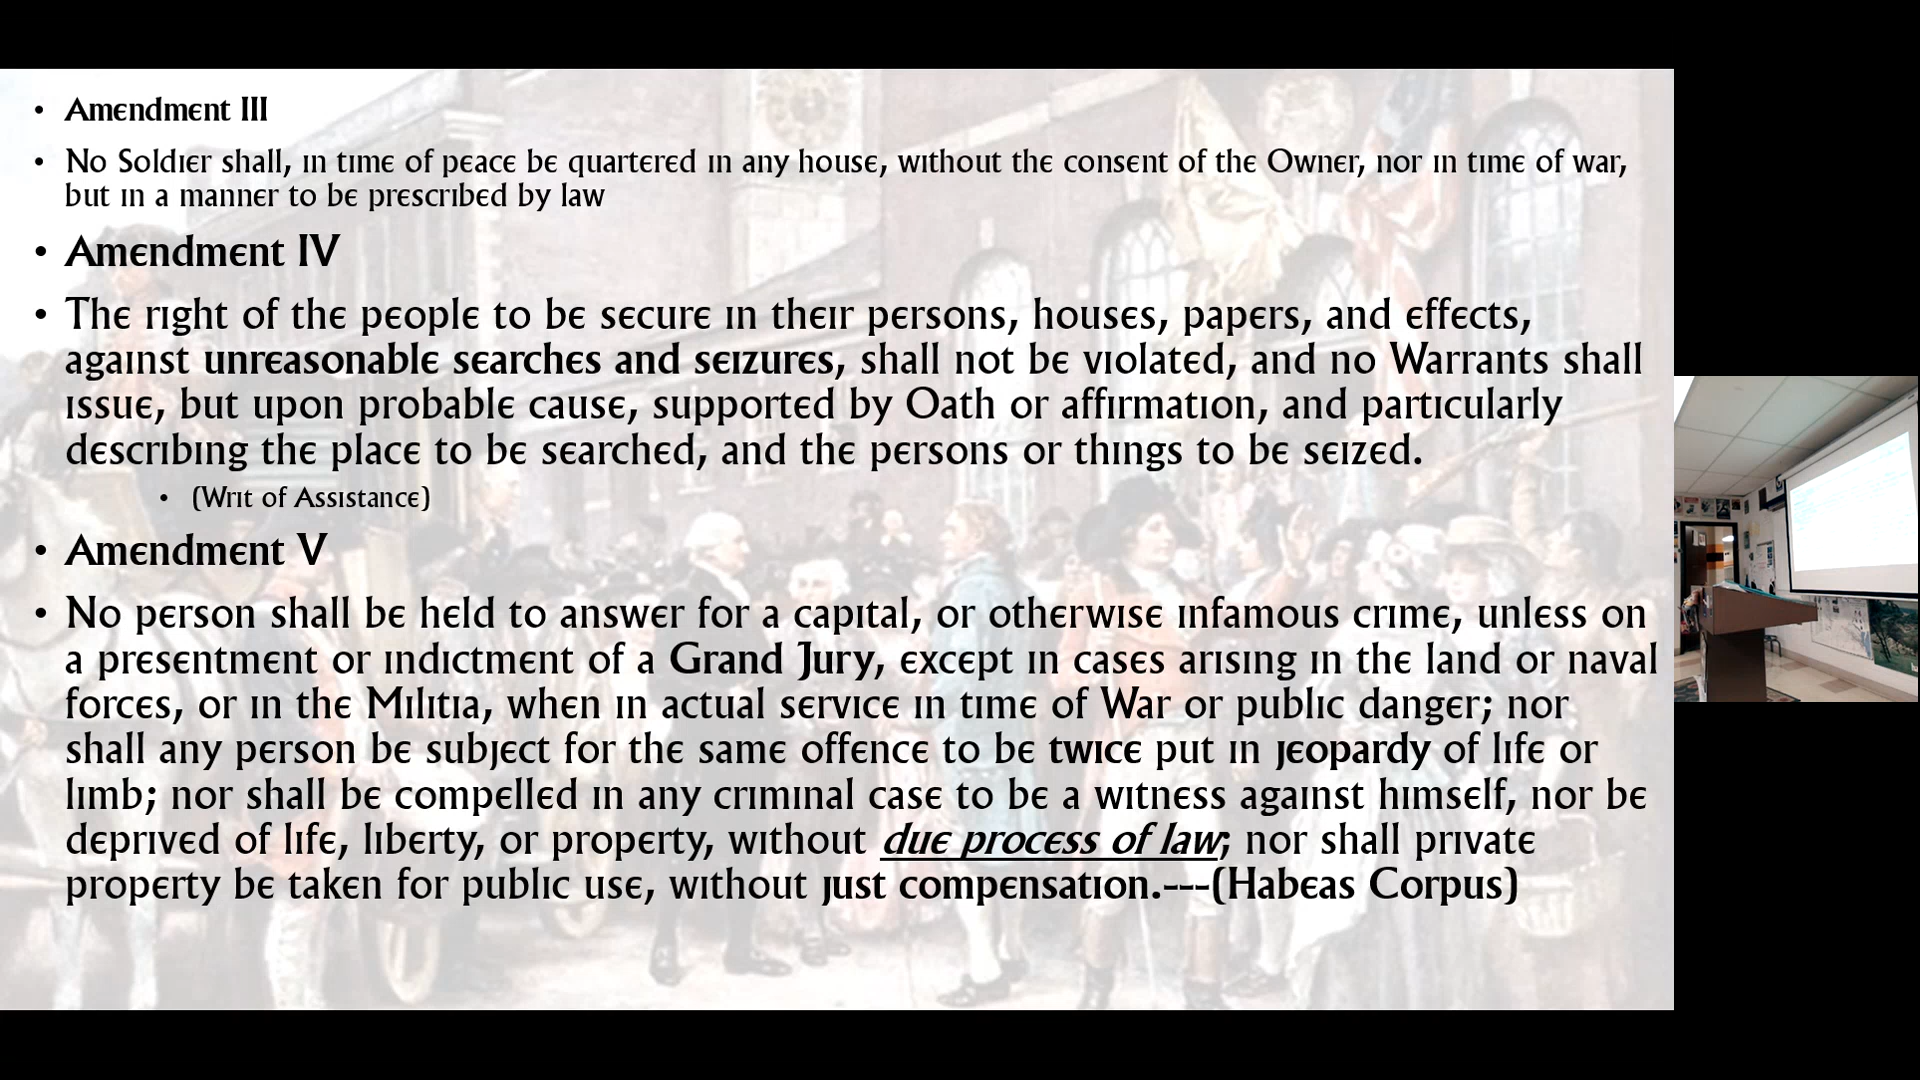 • Amendment III
• No Soldier shall, in time of peace be quartered in any house, without the consent of the Owner, nor in time of war,
but in a manner to be prescribed by law
• Amendment IV
• The right of the people to be secure in their persons, houses, papers, and effects,
against unreasonable searches and seizures, shall not be violated, and no Warrants shall
issue, but upon probable cause, supported by Oath or affirmation, and particularly
describing the place to be searched, and the persons or things to be seized.
• (Writ of Assistance)
• Amendment V
• No person shall be held to answer for a capital, or otherwise infamous crime, unless on
a presentment or indictment of a Grand Jury, except in cases arising in the land or naval
forces, or in the Militia, when in actual service in time of War or public danger; nor
shall any person be subject for the same offence to be twice put in jeopardy of life or
limb; nor shall be compelled in any criminal case to be a witness against himself, nor be
deprived of life, liberty, or property, without due process of law; nor shall private
property be taken for public use, without just compensation.---(Habeas Corpus)